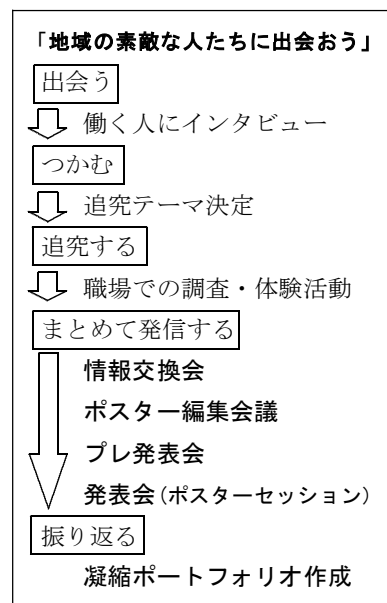 「地域の素敵な人たちに出会おう」
出会う
働く人にインタビュー
つかむ
追究テーマ決定
追究する
職場での調査・体験活動
まとめて発信する
情報交換会
ポスター編集会議
プレ発表会
発表会(ポスターセッション)
振り返る
凝縮ポートフォリオ作成